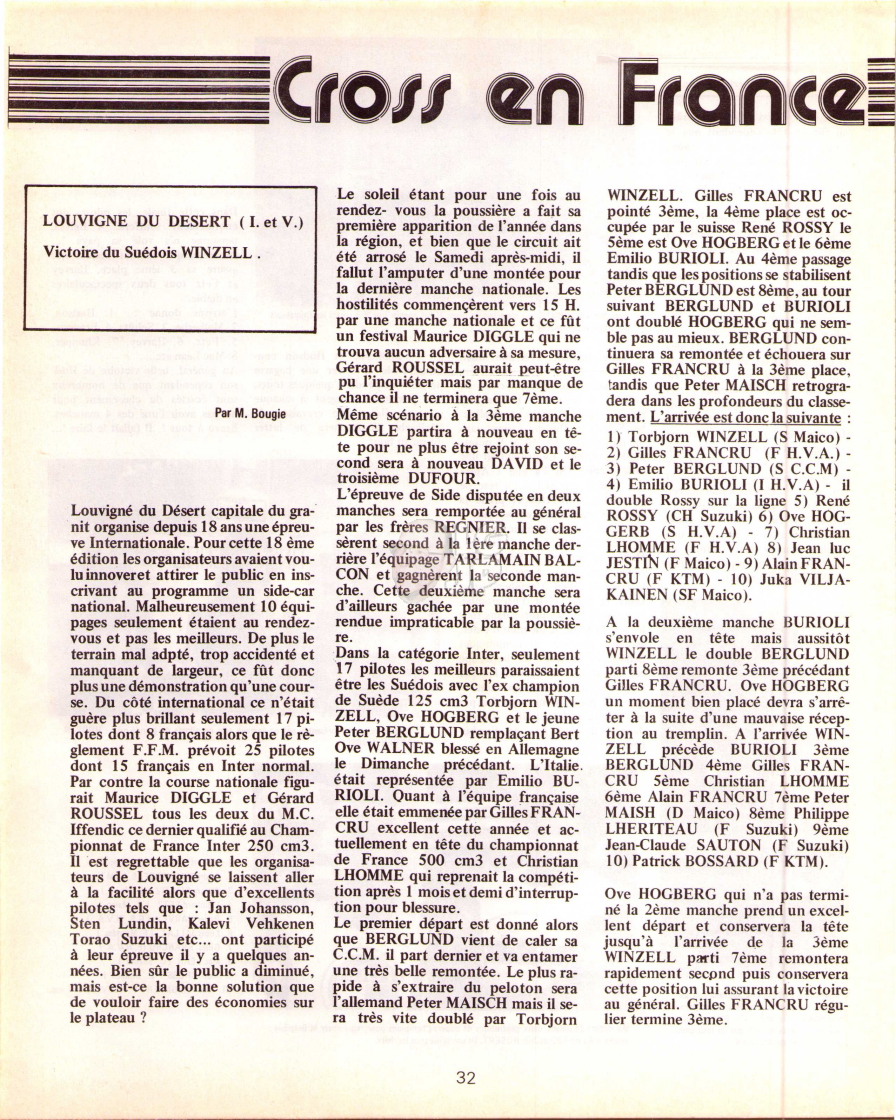 Cross en France
LOUVIGNE DU DESERT ( I. et V.)
Victoire du Suédois WINZELL .
Par M. Bougie
Louvigné du Désert capitale du gra-
nit organise depuis 18 ans une épreu-
ve Internationale. Pour cette 18 ème
édition les organisateurs avaient vou-
lu innover et attirer le public en ins-
crivant au programme un side-car
national. Malheureusement 10 équi-
pages seulement étaient au rendez-
vous et pas les meilleurs. De plus le
terrain mal adpté, trop accidenté et
manquant de largeur, ce fût donc
plus une démonstration qu'une cour-
se. Du côté international ce n'était
guère plus brillant seulement 17 pi-
lotes dont 8 français alors que le rè-
glement F.F.M. prévoit 25 pilotes
dont 15 français en Inter normal.
Par contre la course nationale figu-
rait Maurice DIGGLE et Gérard
ROUSSEL tous les deux du M.C.
Iffendic ce dernier qualifié au Cham-
pionnat de France Inter 250 cm3.
Il est regrettable que les organisa-
teurs de Louvigné se laissent aller
à la facilité alors que d'excellents
pilotes tels que : Jan Johansson,
Sten Lundin, Kalevi Vehkenen
Torao Suzuki etc... ont participé
à leur épreuve il y a quelques an-
nées. Bien sûr le public a diminué,
mais est-ce la bonne solution que
de vouloir faire des économies sur
le plateau ?
Le soleil étant pour une fois au
rendez- vous la poussière a fait sa
première apparition de l'année dans
la région, et bien que le circuit ait
été arrosé le Samedi après-midi, il
fallut l'amputer d'une montée pour
la dernière manche nationale. Les
hostilités commençèrent vers 15 H.
par une manche nationale et ce fût
un festival Maurice DIGGLE qui ne
trouva aucun adversaire à sa mesure,
Gérard ROUSSEL aurait peut-être
pu l'inquiéter mais par manque de
chance il ne terminera que 7ème.
Même scénario à la 3ème manche
DIGGLE partira à nouveau en tê-
te pour ne plus être rejoint son se-
cond sera à nouveau DAVID et le
troisième DUFOUR.
L'épreuve de Side disputée en deux
manches sera remportée au général
par les frères REGNIER. Il se clas-
sèrent second à la 1ère manche der-
rière l'équipage TARLAMAIN BAL-
CON et gagnèrent la seconde man-
che. Cette deuxième manche sera
d'ailleurs gachée par une montée
rendue impraticable par la poussiè-
re.
Dans la catégorie Inter, seulement
17 pilotes les meilleurs paraissaient
être les Suédois avec l'ex champion
de Suède 125 cm3 Torbjorn WIN-
ZELL, Ove HOGBERG et le jeune
Peter BERGLUND remplaçant Bert
Ove WALNER blessé en Allemagne
le Dimanche précédant. L'Italie.
était représentée par Emilio BU-
RIOLI. Quant à l'équipe française
elle était emmenée par Gilles FRAN-
CRU excellent cette année et ac-
tuellement en tête du championnat
de France 500 cm3 et Christian
LHOMME qui reprenait la compéti-
tion après 1 mois et demi d'interrup-
tion pour blessure.
Le premier départ est donné alors
que BERGLUND vient de caler sa
C.C.M. il part dernier et va entamer
une très belle remontée. Le plus ra-
pide à s'extraire du peloton sera
l'allemand Peter MAISCH mais il se-
ra très vite doublé par Torbjorn
WINZELL. Gilles FRANCRU est
pointé 3ème, la 4ème place est oc-
cupée par le suisse René ROSSY le
5ème est Ove HOGBERG et le 6ème
Emilio BURIOLI. Au 4ème passage
tandis que les positions se stabilisent
Peter BERGLUND est 8ème, au tour
suivant BERGLUND et BURIOLI
ont doublé HOGBERG qui ne sem-
ble pas au mieux. BERGLUND con-
tinuera sa remontée et échouera sur
Gilles FRANCRU à la 3ème place,
tandis que Peter MAISCH retrogra-
dera dans les profondeurs du classe-
ment. L'arrivée est donc la suivante :
1) Torbjorn WINZELL (S Maico) -
2) Gilles FRANCRU (F H.V.A.) -
3) Peter BERGLUND (S C.C.M) -
4) Emilio BURIOLI (I H.V.A) - il
double Rossy sur la ligne 5) René
ROSSY (CH Suzuki) 6) Ove HOG-
GERB (S H.V.A) - 7) Christian
LHOMME (F H.V.A) 8) Jean luc
JESTIN (F Maico) - 9) Alain FRAN-
CRU (F KTM) - 10) Juka VILJA-
KAINEN (SF Maico).
A la deuxième manche BURIOLI
s'envole en tête mais aussitôt
WINZELL le double BERGLUND
parti 8ème remonte 3ème précédant
Gilles FRANCRU. Ove HOGBERG
un moment bien placé devra s'arrê-
ter à la suite d'une mauvaise récep-
tion au tremplin. A l'arrivée WIN-
ZELL précède BURIOLI 3ème
BERGLUND 4ème Gilles FRAN-
CRU 5ème Christian LHOMME
6ème Alain FRANCRU 7ème Peter
MAISH (D Maico) 8ème Philippe
LHERITEAU (F Suzuki) 9ème
Jean-Claude SAUTON (F Suzuki)
10) Patrick BOSSARD (F KTM).
Ove HOGBERG qui n'a pas termi-
né la 2ème manche prend un excel-
lent départ et conservera la tête
jusqu'à l'arrivée de la 3ème
WINZELL parti 7ème remontera
rapidement second puis conservera
cette position lui assurant la victoire
au général. Gilles FRANCRU régu-
lier termine 3ème.
32